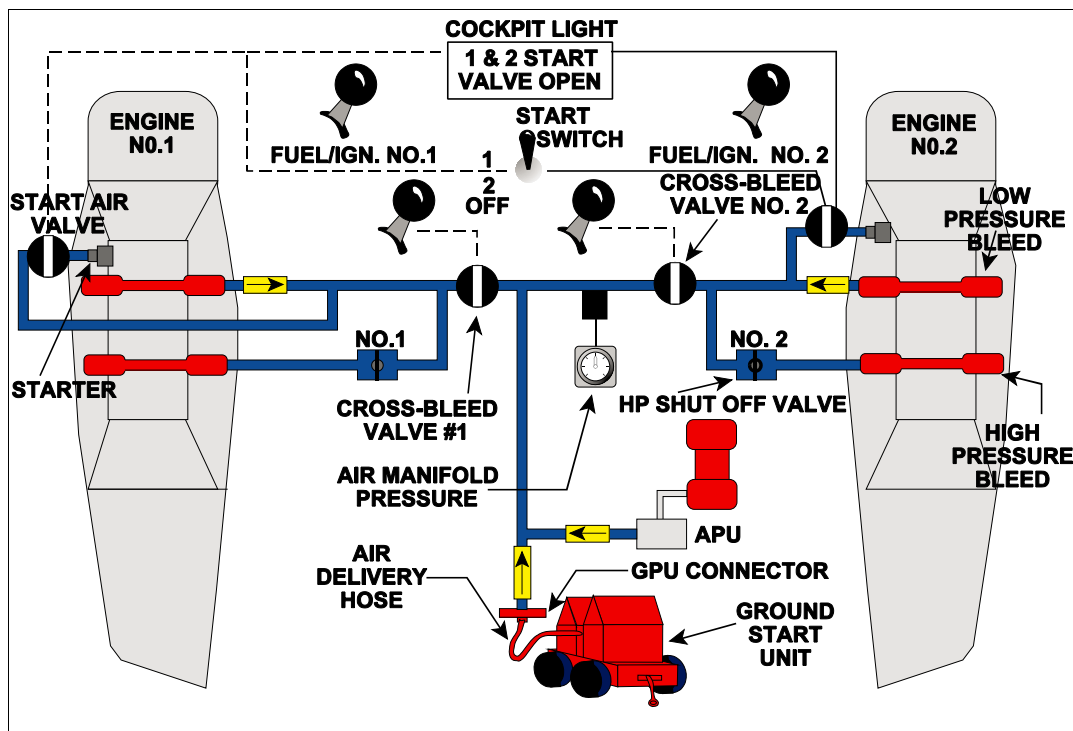 COCKPIT LIGHT
1 & 2 START
VALVE OPEN
ENGINE
N0.1
START
SWITCH
ENGINE
N0.2
FUEL/IGN. NO.1
1
2
OFF
FUEL/IGN. NO. 2
CROSS-BLEED
VALVE NO. 2
START AIR
VALVE
LOW
PRESSURE
BLEED
NO.1
NO. 2
STARTER
CROSS-BLEED
VALVE #1
HP SHUT OFF VALVE
HIGH
PRESSURE
BLEED
AIR MANIFOLD
PRESSURE
APU
AIR
DELIVERY
HOSE
GPU CONNECTOR
GROUND
START
UNIT